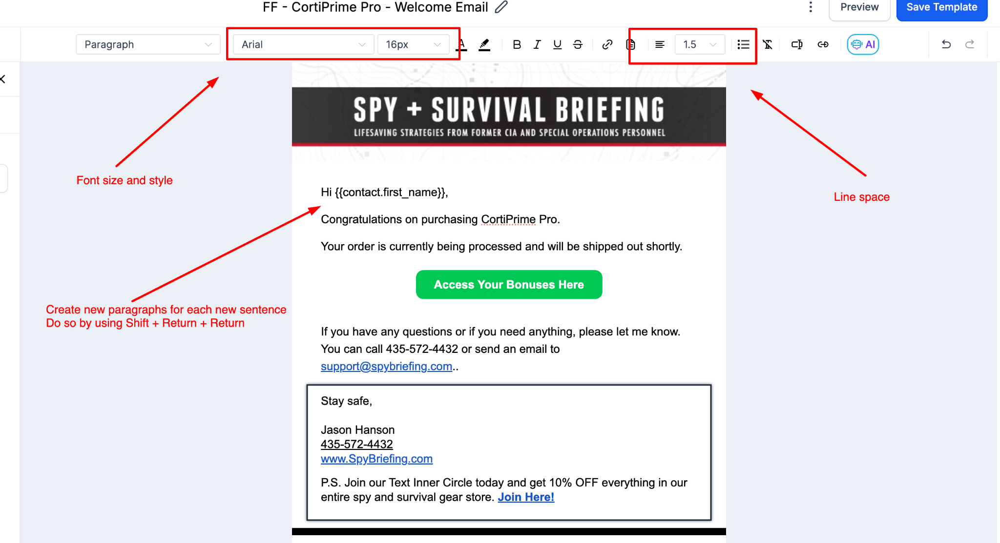 FF - CortiPrime Pro - Welcome Email
Preview
Save Template
Paragraph
Arial
16px
A
B I U S
1.5
AI
SPY + SURVIVAL BRIEFING
LIFESAVING STRATEGIES FROM FORMER CIA AND SPECIAL OPERATIONS PERSONNEL
Font size and style
Line space
Hi {{contact.first_name}},
Congratulations on purchasing CortiPrime Pro.
Your order is currently being processed and will be shipped out shortly.
Access Your Bonuses Here
Create new paragraphs for each new sentence
Do so by using Shift + Return + Return
If you have any questions or if you need anything, please let me know.
You can call 435-572-4432 or send an email to
support@spybriefing.com..
Stay safe,
Jason Hanson
435-572-4432
www.SpyBriefing.com
P.S. Join our Text Inner Circle today and get 10% OFF everything in our
entire spy and survival gear store. Join Here!